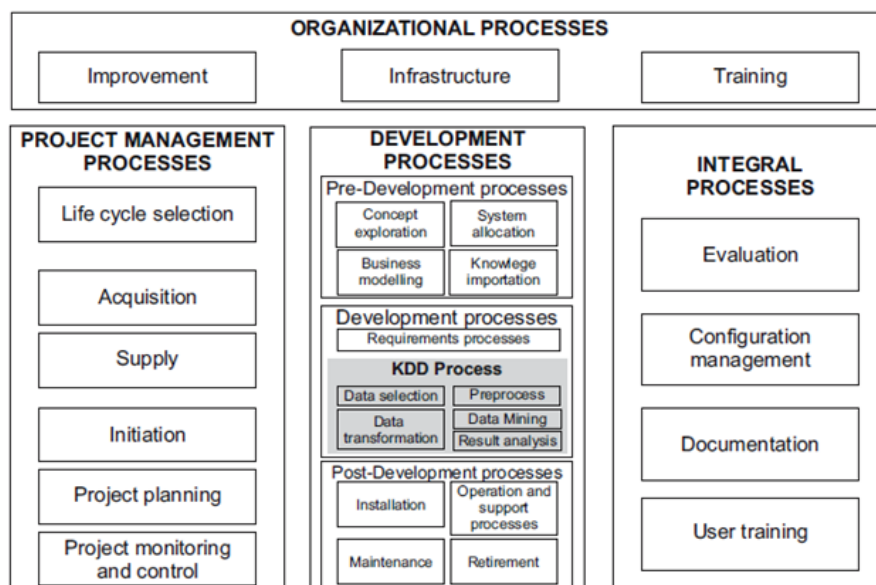 ORGANIZATIONAL PROCESSES
Improvement
Infrastructure
Training
PROJECT MANAGEMENT
PROCESSES
Life cycle selection
Acquisition
Supply
Initiation
Project planning
Project monitoring
and control
DEVELOPMENT
PROCESSES
Pre-Development processes
Concept
exploration
System
allocation
Business
modelling
Knowlege
importation
Development processes
Requirements processes
KDD Process
Data selection
Preprocess
Data
transformation
Data Mining
Result analysis
Post-Development processes
Installation
Operation and
support
processes
Maintenance
Retirement
INTEGRAL
PROCESSES
Evaluation
Configuration
management
Documentation
User training